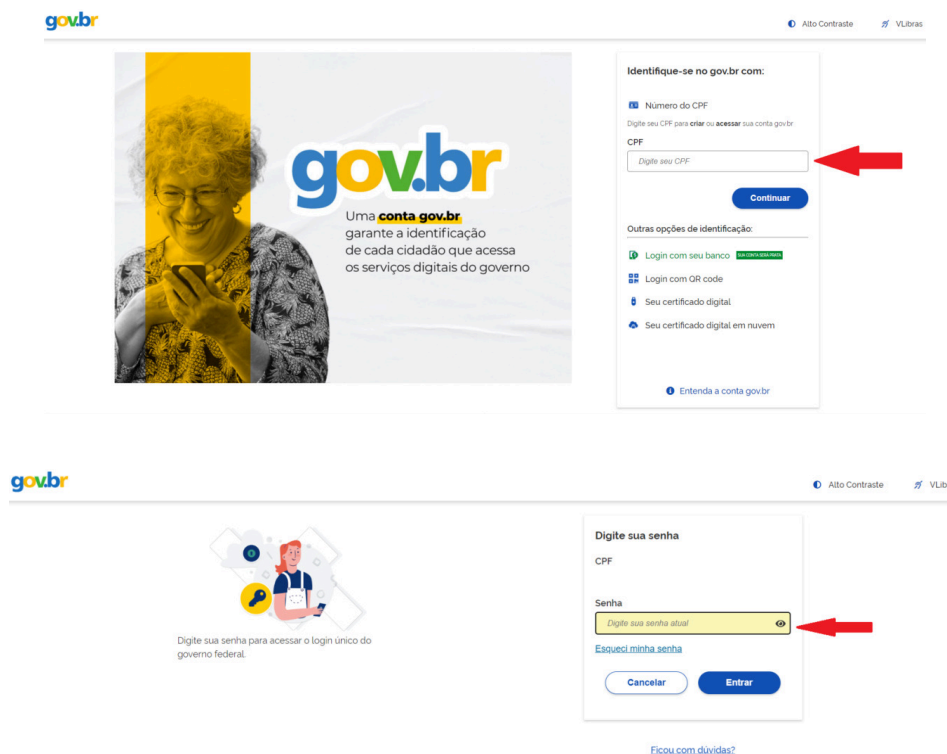 gov.br
Alto Contraste
VLibras
gov.br
Uma conta gov.br
garante a identificação
de cada cidadão que acessa
os serviços digitais do governo
Identifique-se no gov.br com:
Número do CPF
Digite seu CPF para criar ou acessar sua conta gov.br
CPF
Digite seu CPF
Continuar
Outras opções de identificação:
Login com seu banco SUA CONTA SERÁ PRATA
Login com QR code
Seu certificado digital
Seu certificado digital em nuvem
Entenda a conta gov.br
gov.br
Alto Contraste
VLib
Digite sua senha para acessar o login único do
governo federal.
Digite sua senha
CPF
Senha
Digite sua senha atual
Esqueci minha senha
Cancelar
Entrar
Ficou com dúvidas?